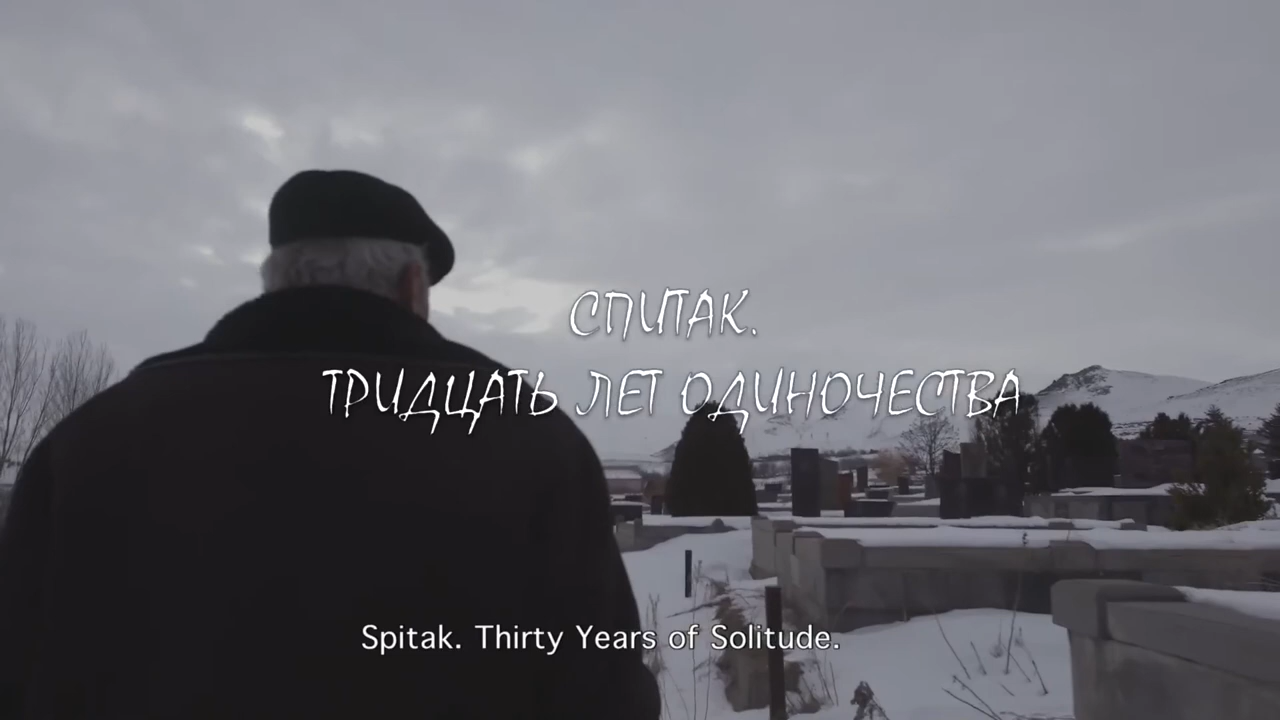 СПИТАК.
ТРИДЦАТЬ ЛЕТ ОДИНОЧЕСТВА
Spitak. Thirty Years of Solitude.